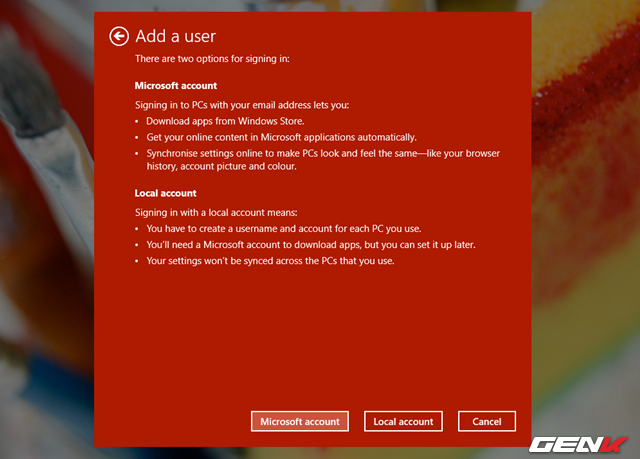 Add a user
There are two options for signing in:
Microsoft account
Signing in to PCs with your email address lets you:
• Download apps from Windows Store.
• Get your online content in Microsoft applications automatically.
• Synchronise settings online to make PCs look and feel the same—like your browser
history, account picture and colour.
Local account
Signing in with a local account means:
• You have to create a username and account for each PC you use.
• You'll need a Microsoft account to download apps, but you can set it up later.
• Your settings won't be synced across the PCs that you use.
Microsoft account Local account Cancel
GENK